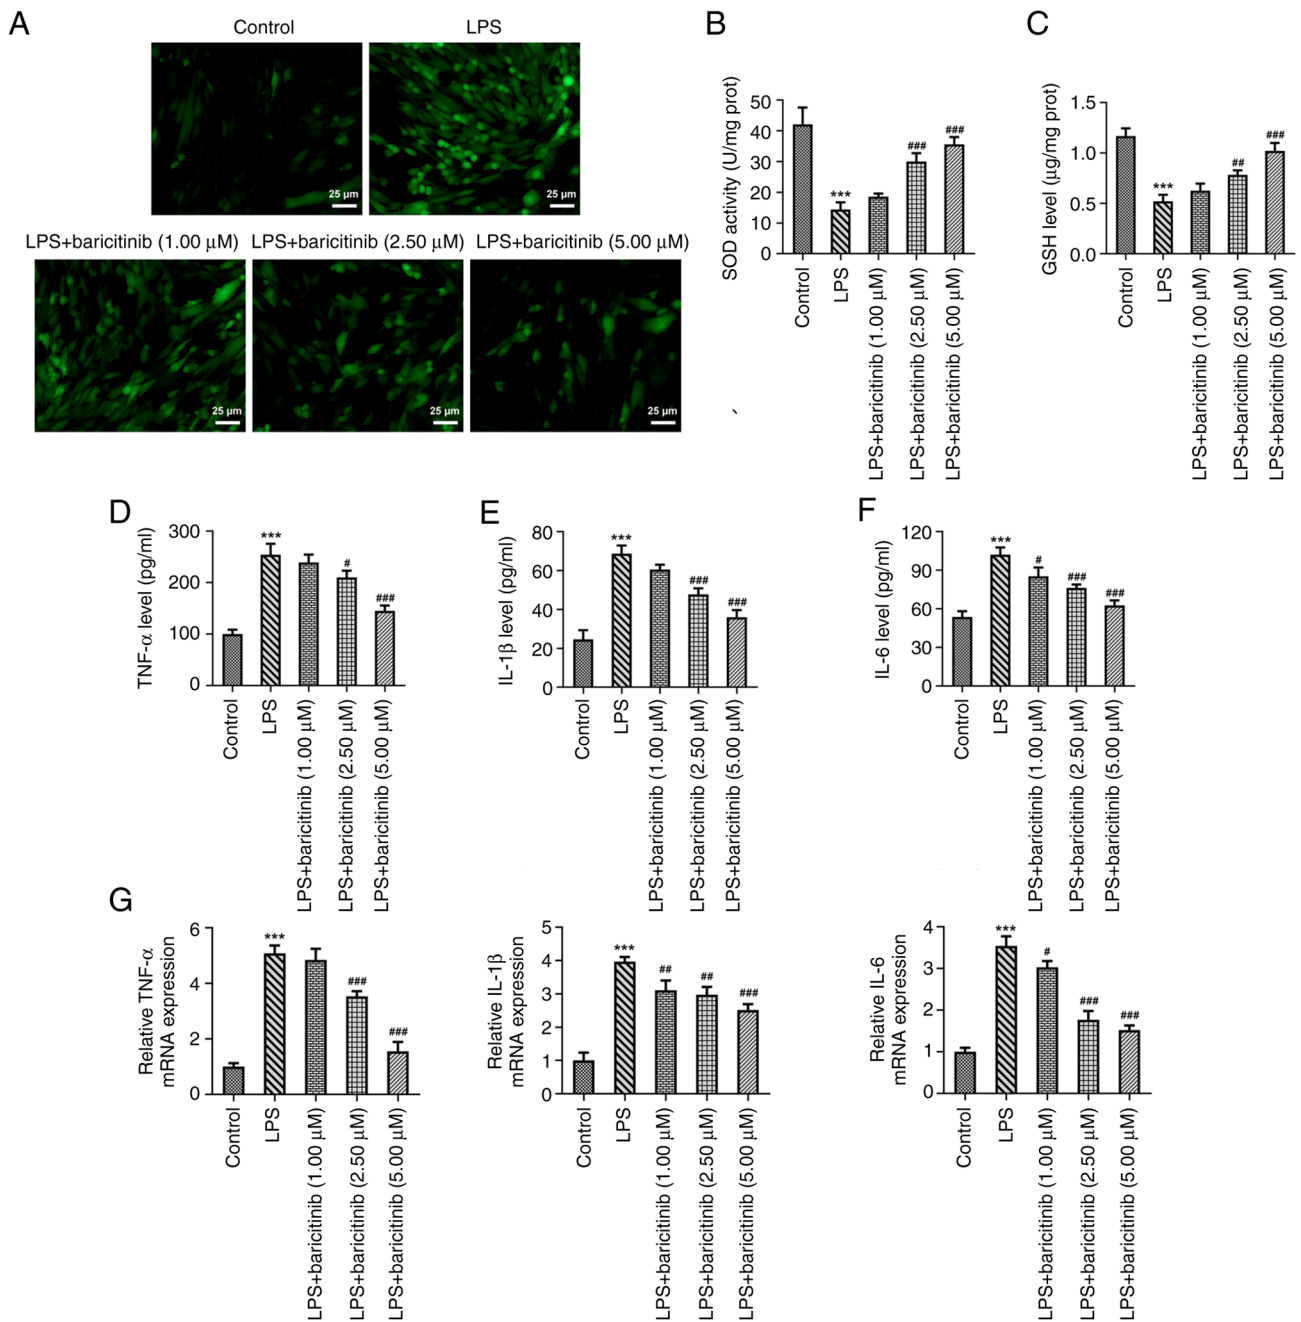 A
Control
LPS
25 µm
25 µm
LPS+baricitinib (1.00 µM)
LPS+baricitinib (2.50 µM)
LPS+baricitinib (5.00 µM)
25 µm
25 µm
25 µm
B
SOD activity (U/mg prot)
50
40
30
20
10
0
***
###
###
Control
LPS
LPS+baricitinib (1.00 µM)
LPS+baricitinib (2.50 µM)
LPS+baricitinib (5.00 µM)
C
GSH level (µg/mg prot)
1.5
1.0
0.5
0.0
***
##
###
Control
LPS
LPS+baricitinib (1.00 µM)
LPS+baricitinib (2.50 µM)
LPS+baricitinib (5.00 µM)
D
TNF-α level (pg/ml)
300
200
100
0
***
#
###
Control
LPS
LPS+baricitinib (1.00 µM)
LPS+baricitinib (2.50 µM)
LPS+baricitinib (5.00 µM)
E
IL-1β level (pg/ml)
80
60
40
20
0
***
###
###
Control
LPS
LPS+baricitinib (1.00 µM)
LPS+baricitinib (2.50 µM)
LPS+baricitinib (5.00 µM)
F
IL-6 level (pg/ml)
120
90
60
30
0
***
#
###
###
Control
LPS
LPS+baricitinib (1.00 µM)
LPS+baricitinib (2.50 µM)
LPS+baricitinib (5.00 µM)
G
Relative TNF-α
mRNA expression
6
4
2
0
***
###
###
Control
LPS
LPS+baricitinib (1.00 µM)
LPS+baricitinib (2.50 µM)
LPS+baricitinib (5.00 µM)
Relative IL-1β
mRNA expression
5
4
3
2
1
0
***
##
##
###
Control
LPS
LPS+baricitinib (1.00 µM)
LPS+baricitinib (2.50 µM)
LPS+baricitinib (5.00 µM)
Relative IL-6
mRNA expression
4
3
2
1
0
***
#
###
###
Control
LPS
LPS+baricitinib (1.00 µM)
LPS+baricitinib (2.50 µM)
LPS+baricitinib (5.00 µM)